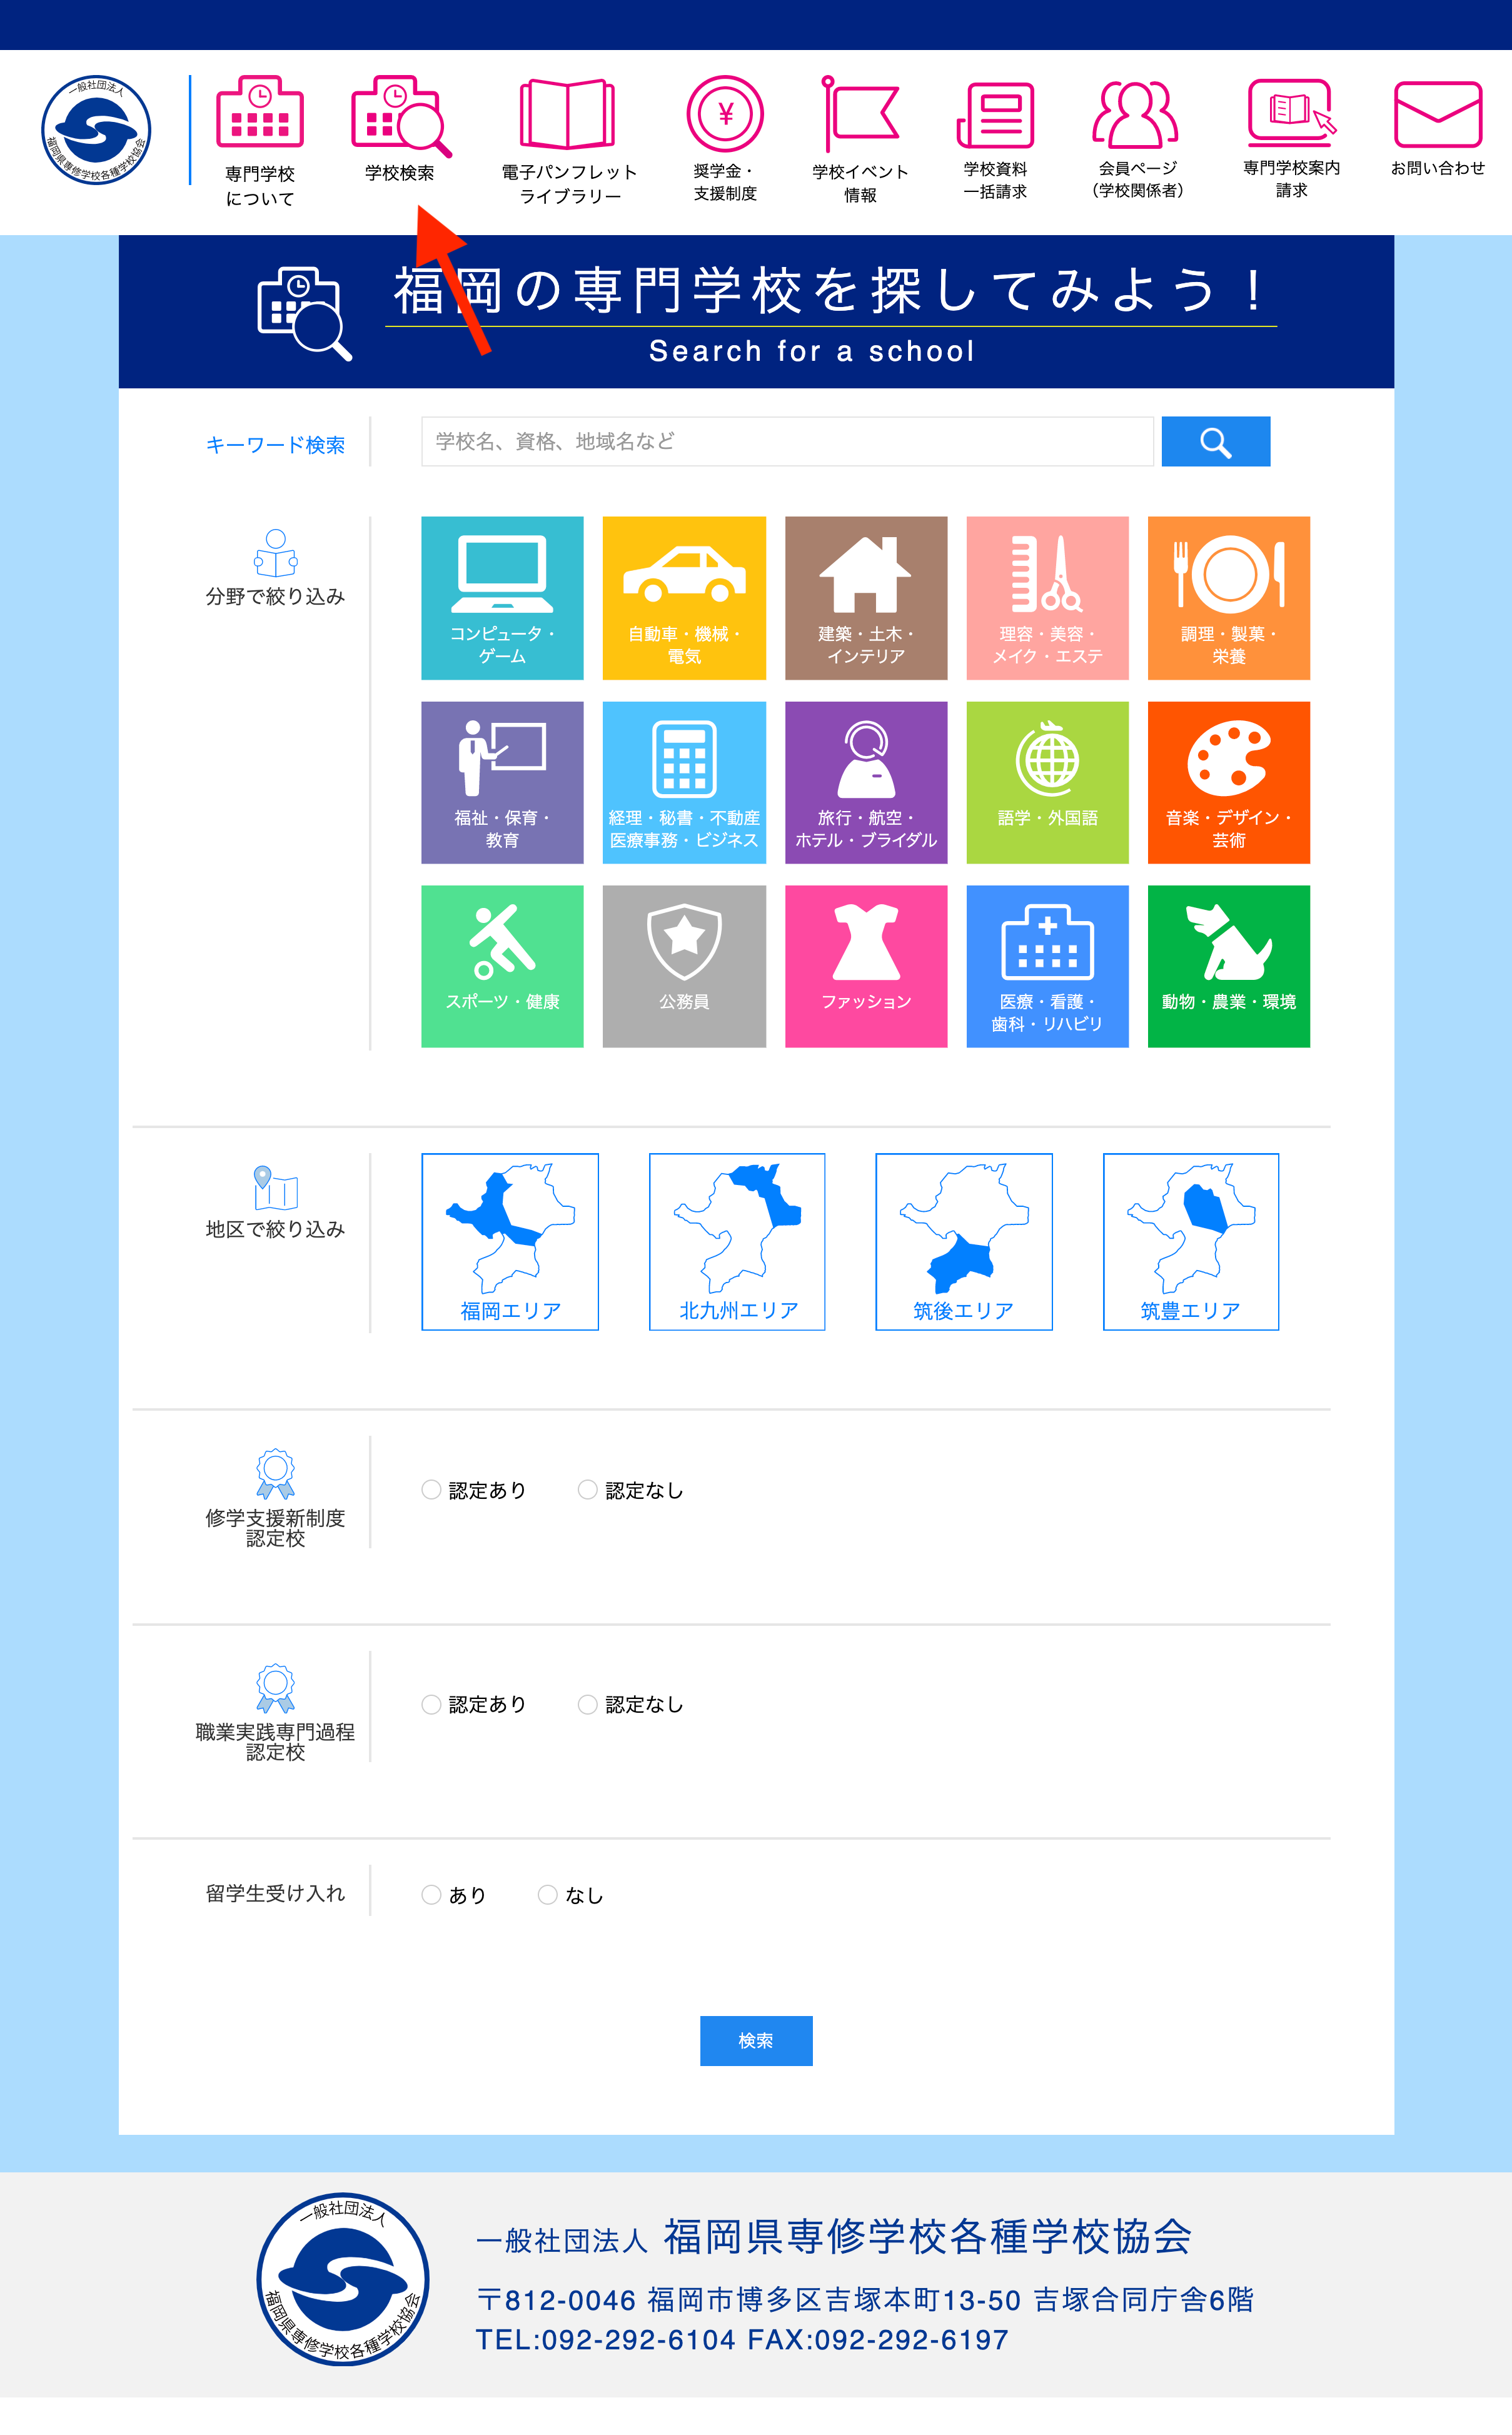 一般社団法人
福岡県専修学校各種学校協会
専門学校
について
学校検索
電子パンフレット
ライブラリー
¥
奨学金・
支援制度
学校イベント
情報
学校資料
一括請求
会員ページ
（学校関係者）
専門学校案内
請求
お問い合わせ
福岡の専門学校を探してみよう！
Search for a school
キーワード検索
学校名、資格、地域名など
分野で絞り込み
コンピュータ・
ゲーム
自動車・機械・
電気
建築・土木・
インテリア
理容・美容・
メイク・エステ
調理・製菓・
栄養
福祉・保育・
教育
経理・秘書・不動産
医療事務・ビジネス
旅行・航空・
ホテル・ブライダル
語学・外国語
音楽・デザイン・
芸術
スポーツ・健康
公務員
ファッション
医療・看護・
歯科・リハビリ
動物・農業・環境
地区で絞り込み
福岡エリア
北九州エリア
筑後エリア
筑豊エリア
修学支援新制度
認定校
認定あり 認定なし
職業実践専門過程
認定校
認定あり 認定なし
留学生受け入れ
あり なし
検索
一般社団法人
福岡県専修学校各種学校協会
一般社団法人 福岡県専修学校各種学校協会
〒812-0046 福岡市博多区吉塚本町13-50 吉塚合同庁舎6階
TEL:092-292-6104 FAX:092-292-6197